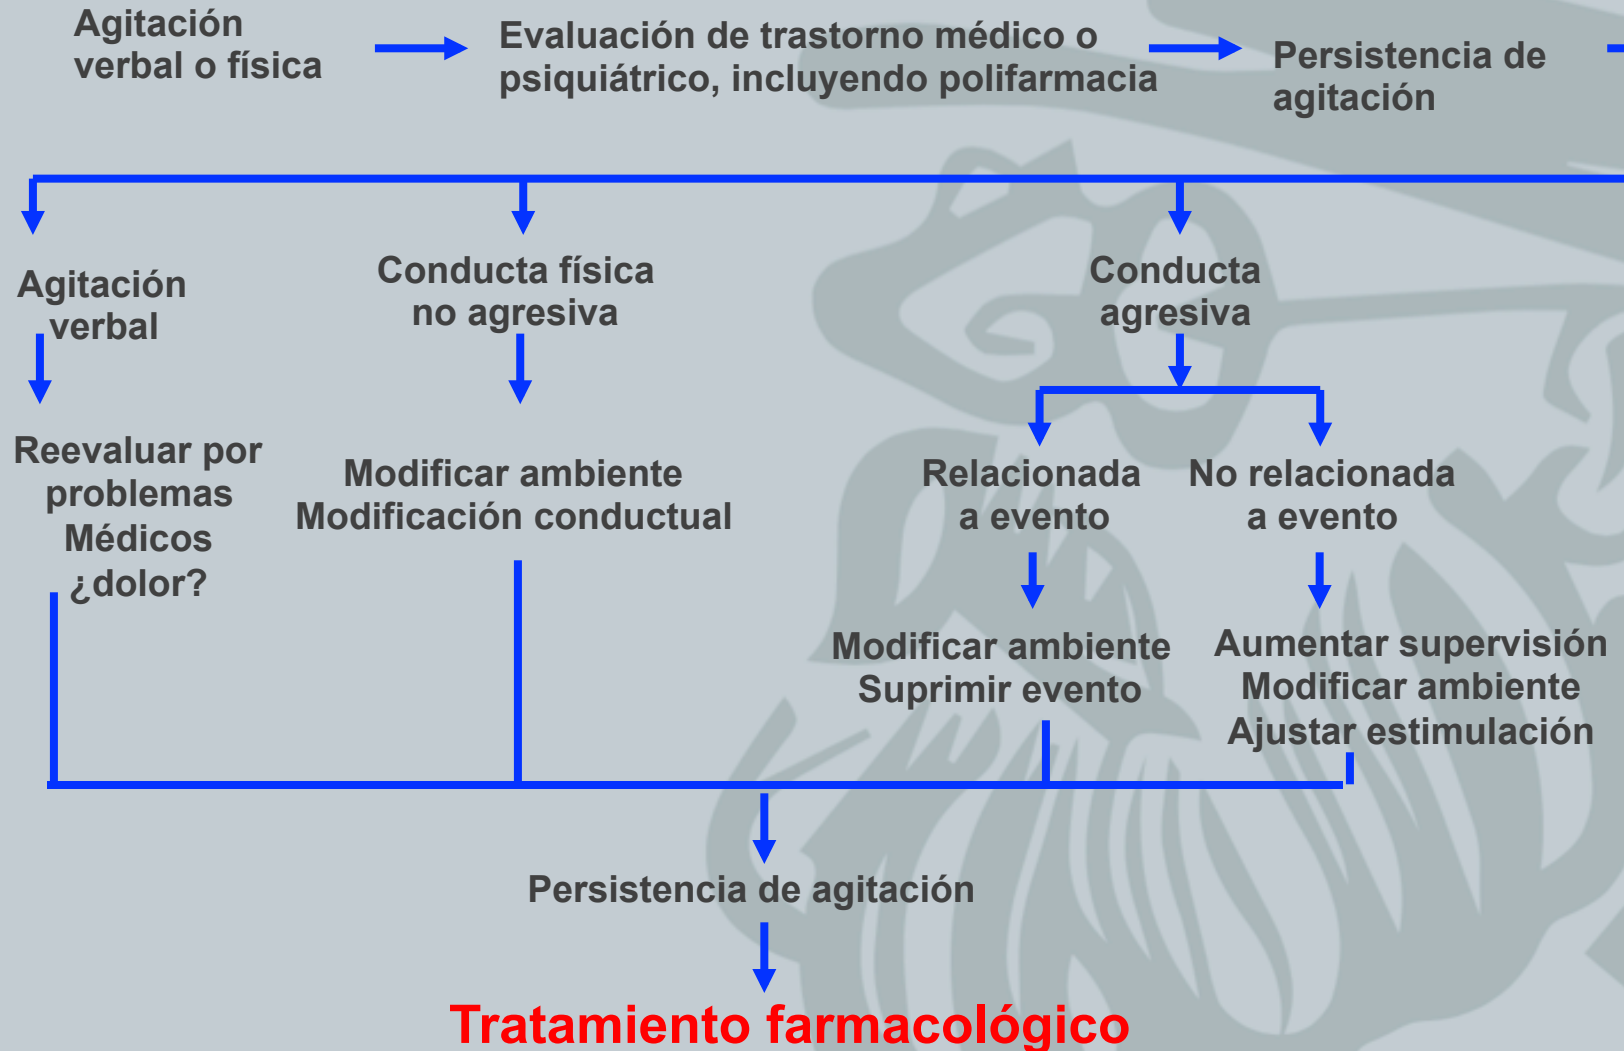 Agitación
verbal o física
Evaluación de trastorno médico o
psiquiátrico, incluyendo polifarmacia
Persistencia de
agitación
Agitación
verbal
Conducta física
no agresiva
Conducta
agresiva
Reevaluar por
problemas
Médicos
¿dolor?
Modificar ambiente
Modificación conductual
Relacionada
a evento
No relacionada
a evento
Modificar ambiente
Suprimir evento
Aumentar supervisión
Modificar ambiente
Ajustar estimulación
Persistencia de agitación
Tratamiento farmacológico